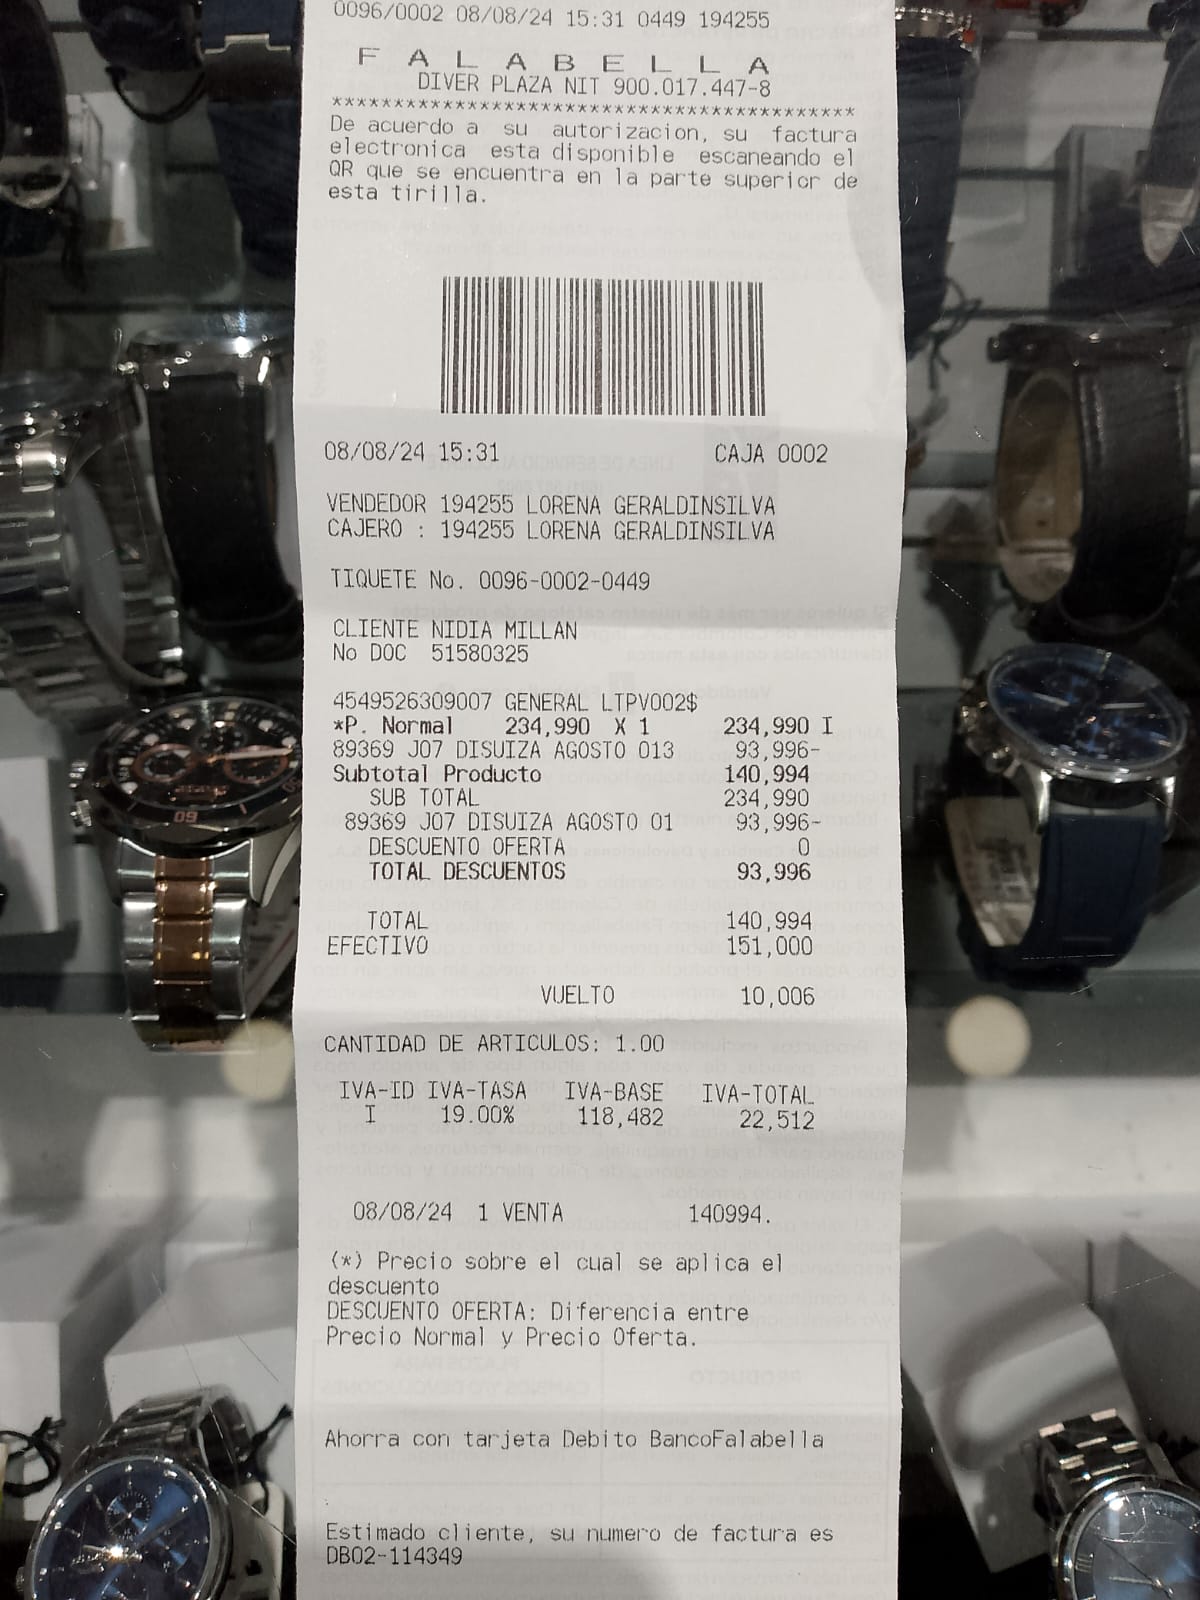 0096/0002 08/08/24 15:31 0449 194255
F A L A B E L L A
DIVER PLAZA NIT 900.017.447-8
*******************************************
De acuerdo a su autorizacion, su factura
electronica esta disponible escaneando el
QR que se encuentra en la parte superior de
esta tirilla.
08/08/24 15:31 CAJA 0002
VENDEDOR 194255 LORENA GERALDINSILVA
CAJERO : 194255 LORENA GERALDINSILVA
TIQUETE No. 0096-0002-0449
CLIENTE NIDIA MILLAN
No DOC 51580325
4549526309007 GENERAL LTPV002$
*P. Normal 234,990 X 1 234,990 I
89369 J07 DISUIZA AGOSTO 013 93,996-
Subtotal Producto 140,994
SUB TOTAL 234,990
89369 J07 DISUIZA AGOSTO 01 93,996-
DESCUENTO OFERTA 0
TOTAL DESCUENTOS 93,996
TOTAL 140,994
EFECTIVO 151,000
VUELTO 10,006
CANTIDAD DE ARTICULOS: 1.00
IVA-ID IVA-TASA IVA-BASE IVA-TOTAL
I 19.00% 118,482 22,512
08/08/24 1 VENTA 140994.
(*) Precio sobre el cual se aplica el
descuento
DESCUENTO OFERTA: Diferencia entre
Precio Normal y Precio Oferta.
Ahorra con tarjeta Debito BancoFalabella
Estimado cliente, su numero de factura es
DB02-114349